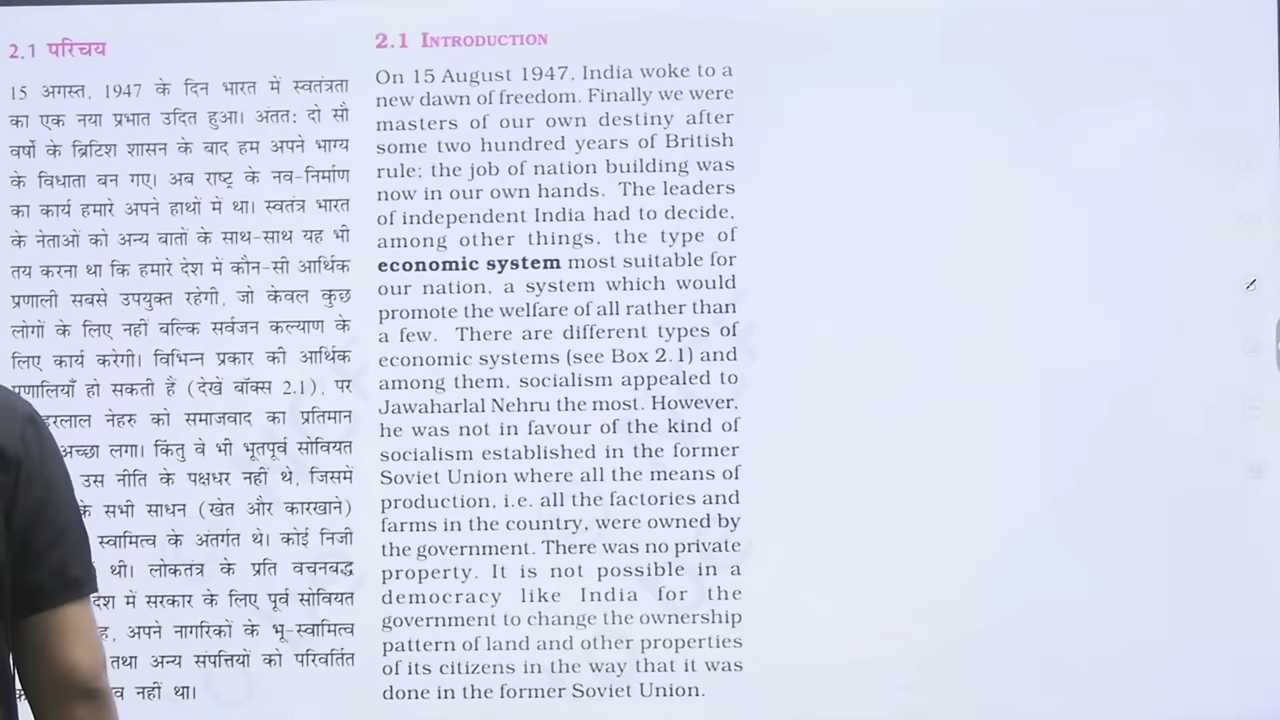 2.1 परिचय
15 अगस्त, 1947 के दिन भारत में स्वतंत्रता
का एक नया प्रभात उदित हुआ। अंततः दो सौ
वर्षों के ब्रिटिश शासन के बाद हम अपने भाग्य
के विधाता बन गए। अब राष्ट्र के नव-निर्माण
का कार्य हमारे अपने हाथों में था। स्वतंत्र भारत
के नेताओं को अन्य बातों के साथ-साथ यह भी
तय करना था कि हमारे देश में कौन-सी आर्थिक
प्रणाली सबसे उपयुक्त रहेगी, जो केवल कुछ
लोगों के लिए नहीं बल्कि सर्वजन कल्याण के
लिए कार्य करेगी। विभिन्न प्रकार की आर्थिक
प्रणालियाँ हो सकती हैं (देखें बॉक्स 2.1), पर
नेहरु को समाजवाद का प्रतिमान
अच्छा लगा। किंतु वे भी भूतपूर्व सोवियत
उस नीति के पक्षधर नहीं थे, जिसमें
के सभी साधन (खेत और कारखाने)
स्वामित्व के अंतर्गत थे। कोई निजी
थी। लोकतंत्र के प्रति वचनबद्ध
देश में सरकार के लिए पूर्व सोवियत
अपने नागरिकों के भू-स्वामित्व
तथा अन्य संपत्तियों को परिवर्तित
नहीं था।
2.1 INTRODUCTION
On 15 August 1947, India woke to a
new dawn of freedom. Finally we were
masters of our own destiny after
some two hundred years of British
rule; the job of nation building was
now in our own hands. The leaders
of independent India had to decide,
among other things, the type of
economic system most suitable for
our nation, a system which would
promote the welfare of all rather than
a few. There are different types of
economic systems (see Box 2.1) and
among them, socialism appealed to
Jawaharlal Nehru the most. However,
he was not in favour of the kind of
socialism established in the former
Soviet Union where all the means of
production, i.e. all the factories and
farms in the country, were owned by
the government. There was no private
property. It is not possible in a
democracy like India for the
government to change the ownership
pattern of land and other properties
of its citizens in the way that it was
done in the former Soviet Union.